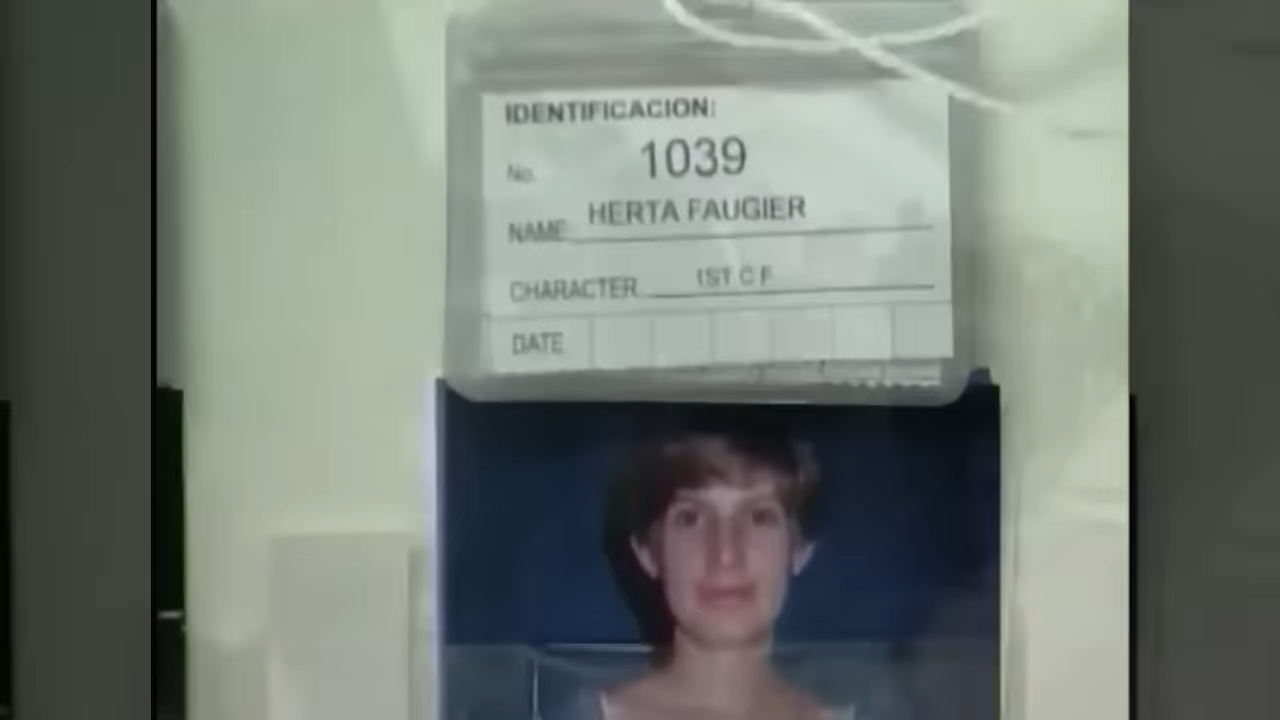 IDENTIFICACION:
No. 1039
NAME HERTA FAUGIER
CHARACTER 1ST C F
DATE